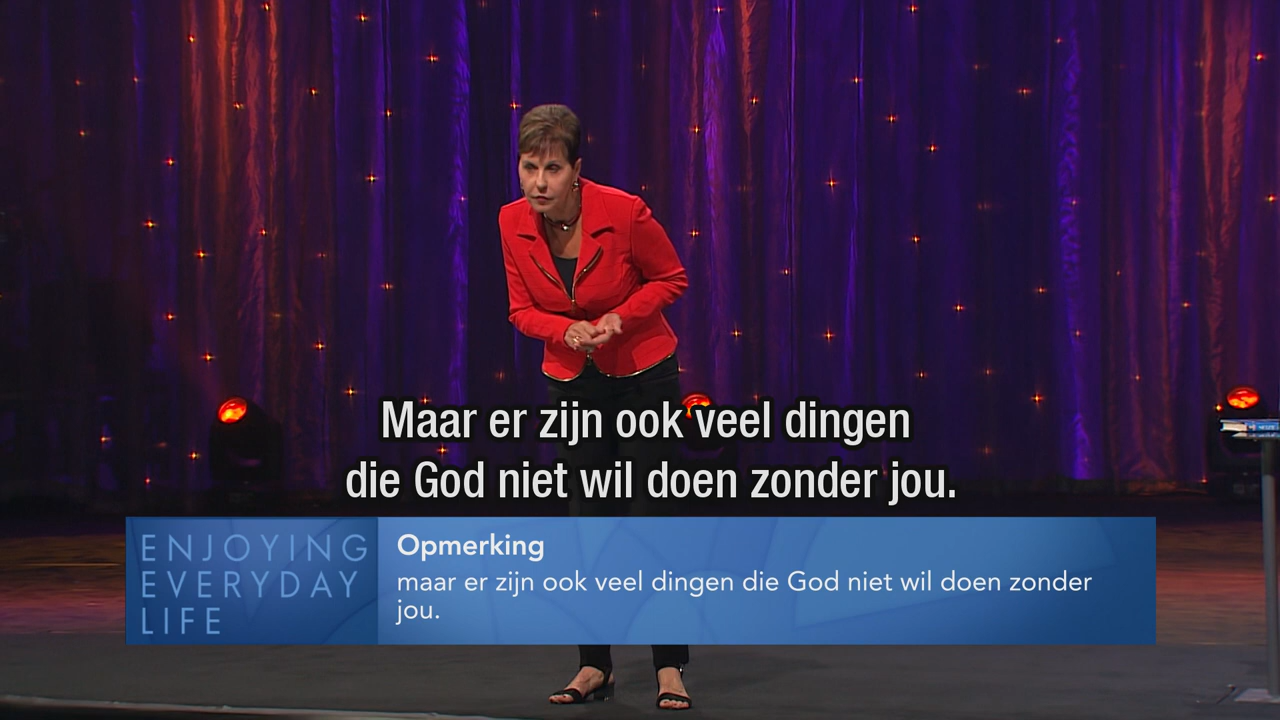 Maar er zijn ook veel dingen
die God niet wil doen zonder jou.
ENJOYING
EVERYDAY
LIFE
Opmerking
maar er zijn ook veel dingen die God niet wil doen zonder
jou.